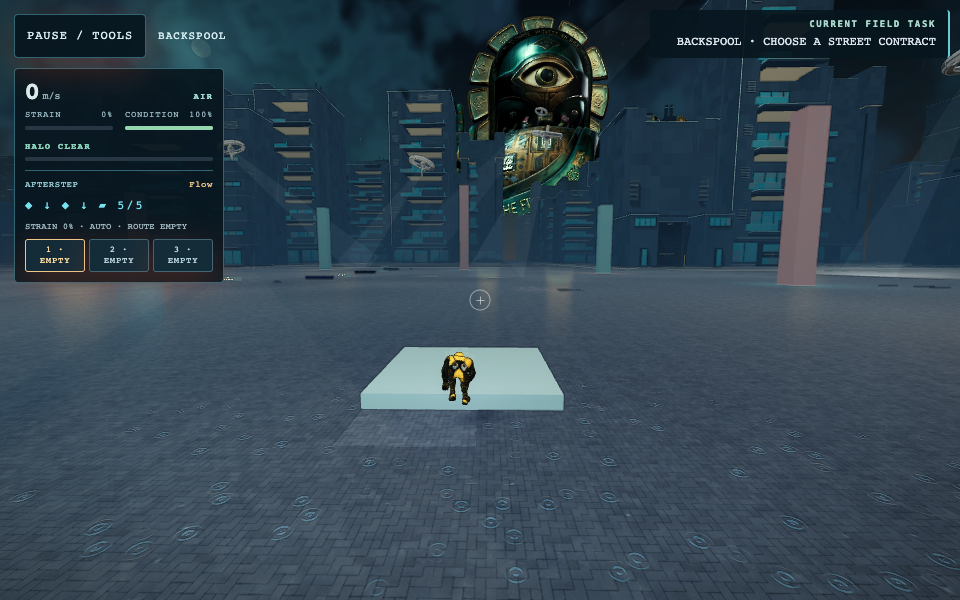 PAUSE / TOOLS
BACKSPOOL
CURRENT FIELD TASK
BACKSPOOL · CHOOSE A STREET CONTRACT
0 m/s
AIR
STRAIN 0%
CONDITION 100%
HALO CLEAR
AFTERSTEP
Flow
5/5
STRAIN 0% · AUTO · ROUTE EMPTY
1 ·
EMPTY
2 ·
EMPTY
3 ·
EMPTY